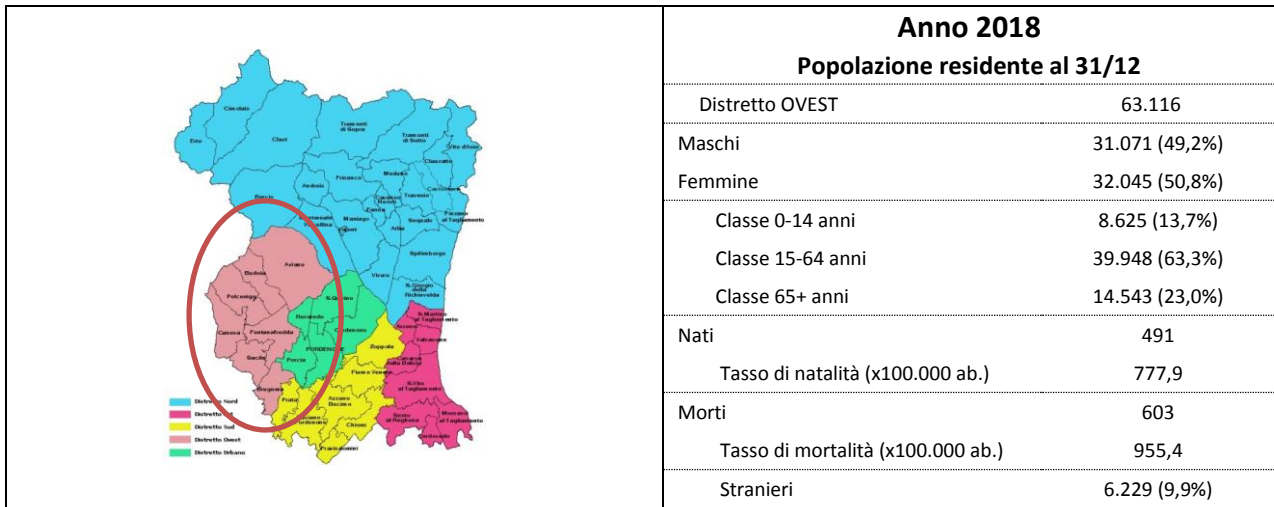 Cimolais
Erto
Claut
Tramonti
di Sopra
Tramonti
di Sotto
Vito d'Asio
Clauzetto
Andreis
Frisanco
Meduno
Travesio
Barcis
Maniago
Fanna
Sequals
Pinzano
al Tagliamento
Arba
Spilimbergo
Vivaro
Aviano
Budoia
Polcenigo
Caneva
Fontanafredda
Sacile
Brugnera
S.Quirino
Roveredo
Cordenons
PORDENONE
Porcia
S.Giorgio
della
Richinvelda
S.Martino
al Tagliamento
Valvasone
Zoppola
Casarsa
della Delizia
Fiume Veneto
S.Vito
al Tagliamento
Prata
Azzano
Decimo
Chions
Pravisdomini
Sesto
al Reghena
Morsano
al Tagliamento
Cordovado
Distretto Nord
Distretto Est
Distretto Sud
Distretto Ovest
Distretto Urbano
Anno 2018
Popolazione residente al 31/12
Distretto OVEST 63.116
Maschi 31.071 (49,2%)
Femmine 32.045 (50,8%)
Classe 0-14 anni 8.625 (13,7%)
Classe 15-64 anni 39.948 (63,3%)
Classe 65+ anni 14.543 (23,0%)
Nati 491
Tasso di natalità (x100.000 ab.) 777,9
Morti 603
Tasso di mortalità (x100.000 ab.) 955,4
Stranieri 6.229 (9,9%)